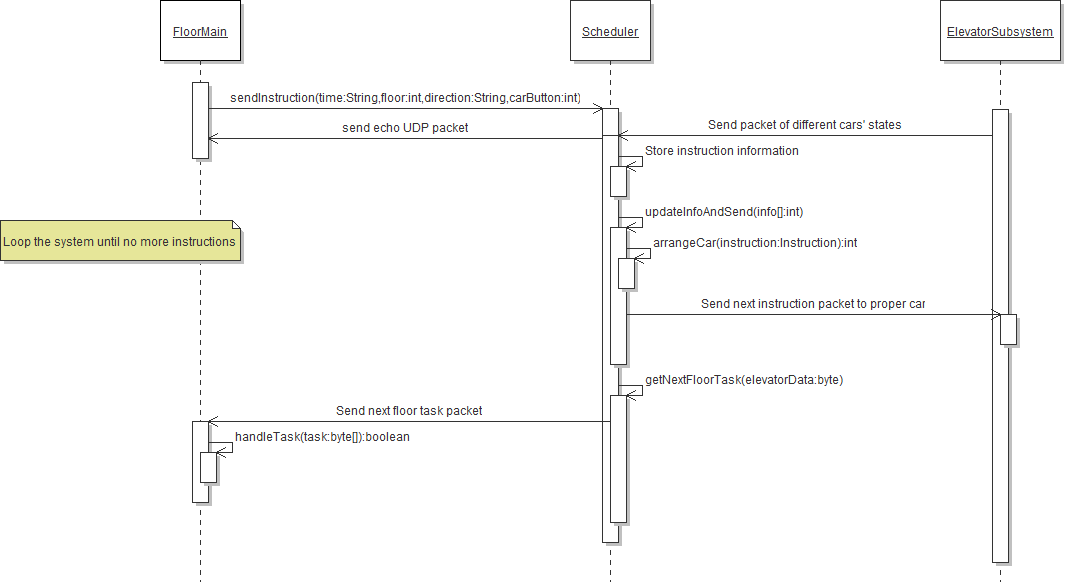 FloorMain
Scheduler
ElevatorSubsystem
sendInstruction(time:String,floor:int,direction:String,carButton:int)
send echo UDP packet
Send packet of different cars' states
Store instruction information
updateInfoAndSend(info[]:int)
Loop the system until no more instructions
arrangeCar(instruction:Instruction):int
Send next instruction packet to proper car
getNextFloorTask(elevatorData:byte)
Send next floor task packet
handleTask(task:byte[]):boolean